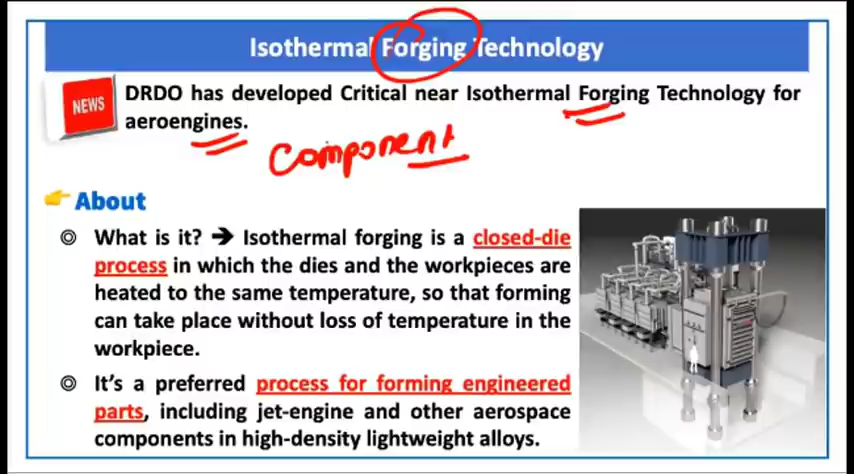 Isothermal Forging Technology
NEWS
DRDO has developed Critical near Isothermal Forging Technology for
aeroengines.
Component
About
What is it? ➔ Isothermal forging is a closed-die
process in which the dies and the workpieces are
heated to the same temperature, so that forming
can take place without loss of temperature in the
workpiece.
It's a preferred process for forming engineered
parts, including jet-engine and other aerospace
components in high-density lightweight alloys.